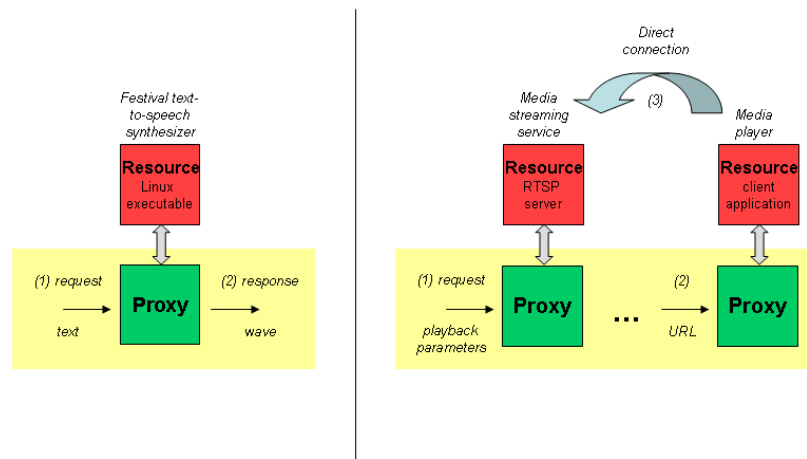 Festival text-
to-speech
synthesizer
Resource
Linux
executable
(1) request
text
Proxy
(2) response
wave
Direct
connection
(3)
Media
streaming
service
Media
player
Resource
RTSP
server
Resource
client
application
(1) request
playback
parameters
Proxy
...
(2)
URL
Proxy